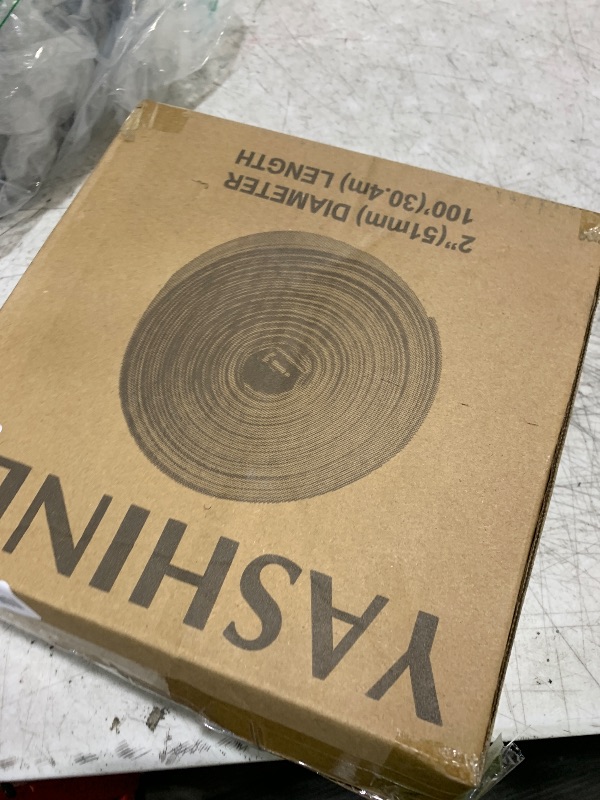 YASHINE
2"(51mm) DIAMETER
100'(30.4m) LENGTH